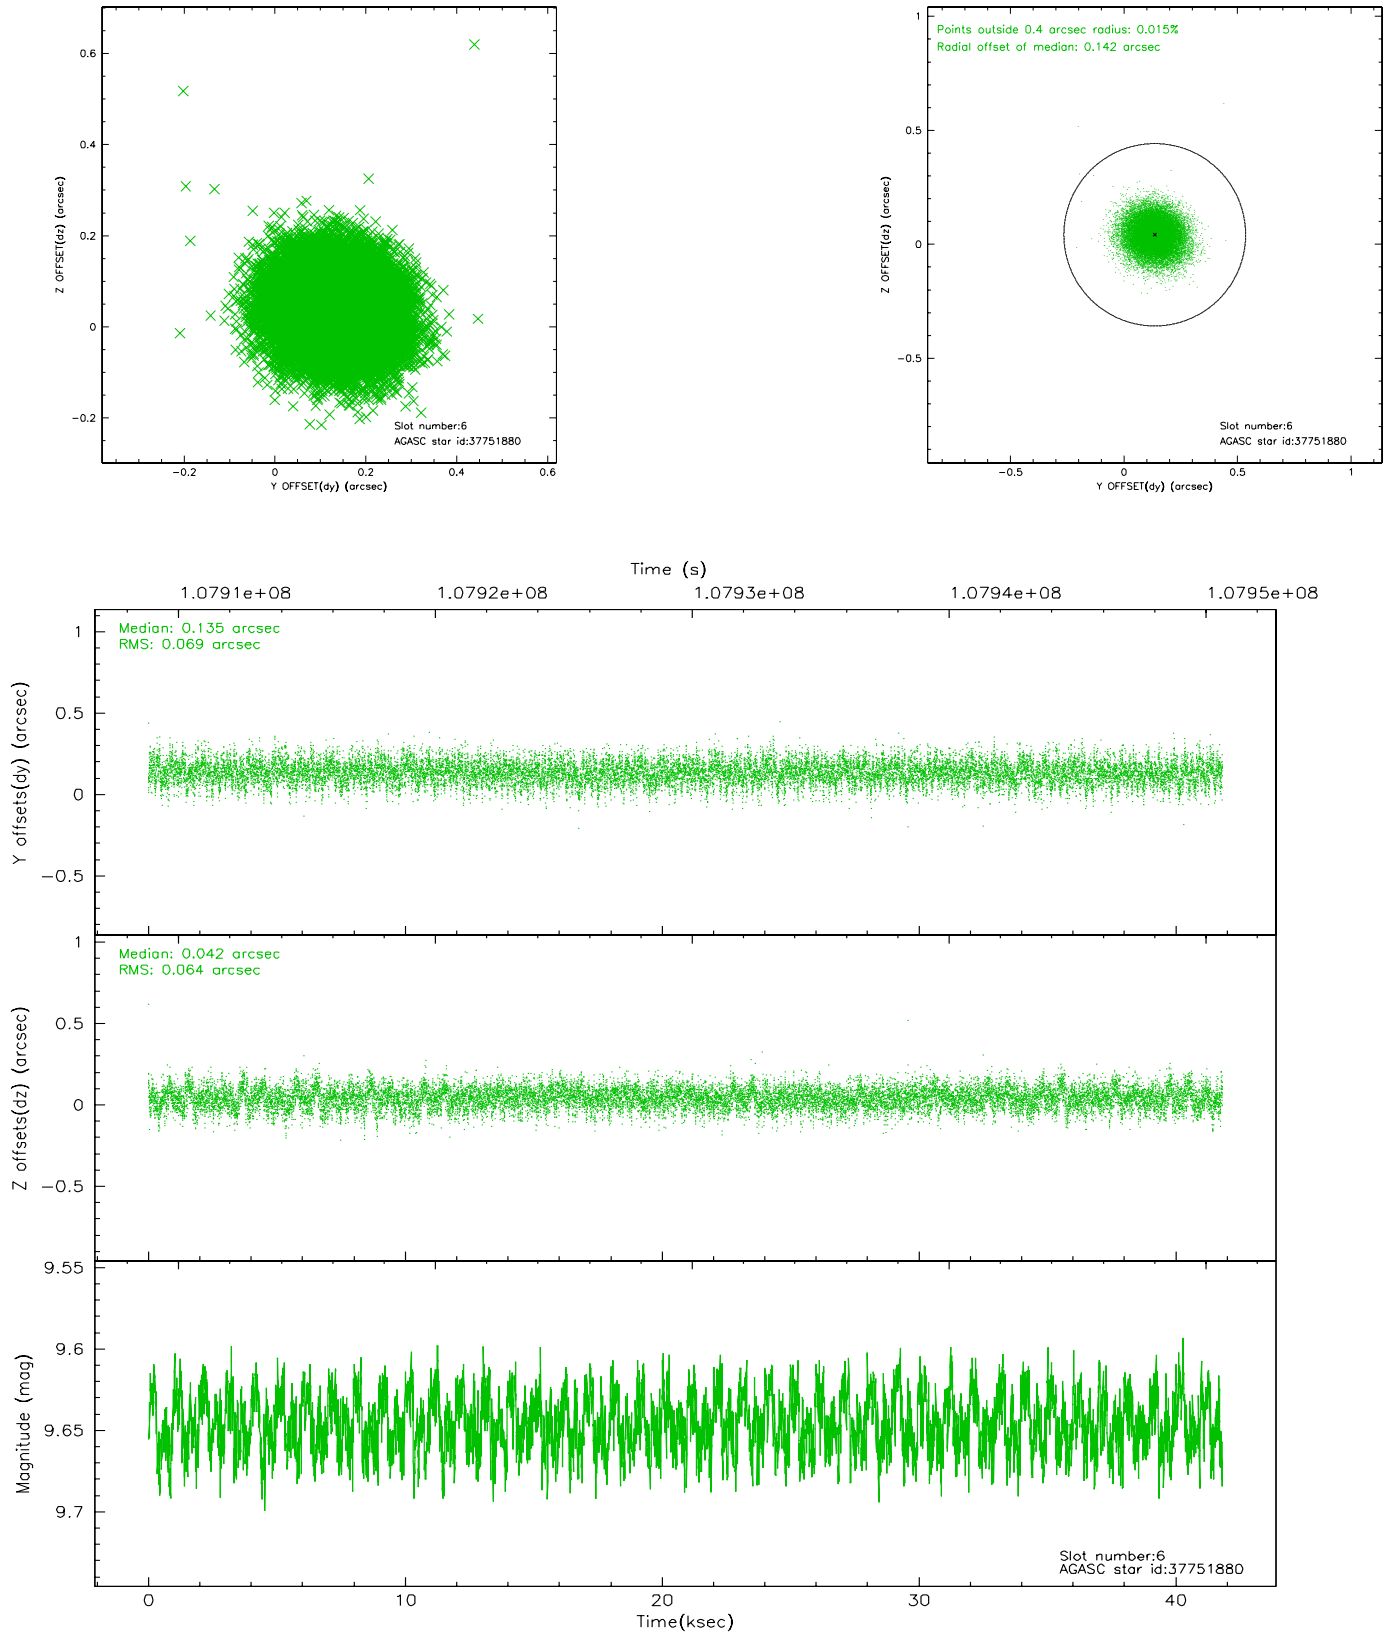 0.6
0.4
0.2
0
−0.2
Z OFFSET(dz) (arcsec)
Slot number:6
AGASC star id:37751880
−0.2 0 0.2 0.4 0.6
Y OFFSET(dy) (arcsec)
Points outside 0.4 arcsec radius: 0.015%
Radial offset of median: 0.142 arcsec
1
0.5
0
−0.5
Z OFFSET(dz) (arcsec)
Slot number:6
AGASC star id:37751880
−0.5 0 0.5 1
Y OFFSET(dy) (arcsec)
Time (s)
1.0791e+08 1.0792e+08 1.0793e+08 1.0794e+08 1.0795e+08
Median: 0.135 arcsec
RMS: 0.069 arcsec
1
0.5
0
−0.5
Y offsets(dy) (arcsec)
Median: 0.042 arcsec
RMS: 0.064 arcsec
1
0.5
0
−0.5
Z offsets(dz) (arcsec)
9.55
9.6
9.65
9.7
Magnitude (mag)
Slot number:6
AGASC star id:37751880
0 10 20 30 40
Time(ksec)